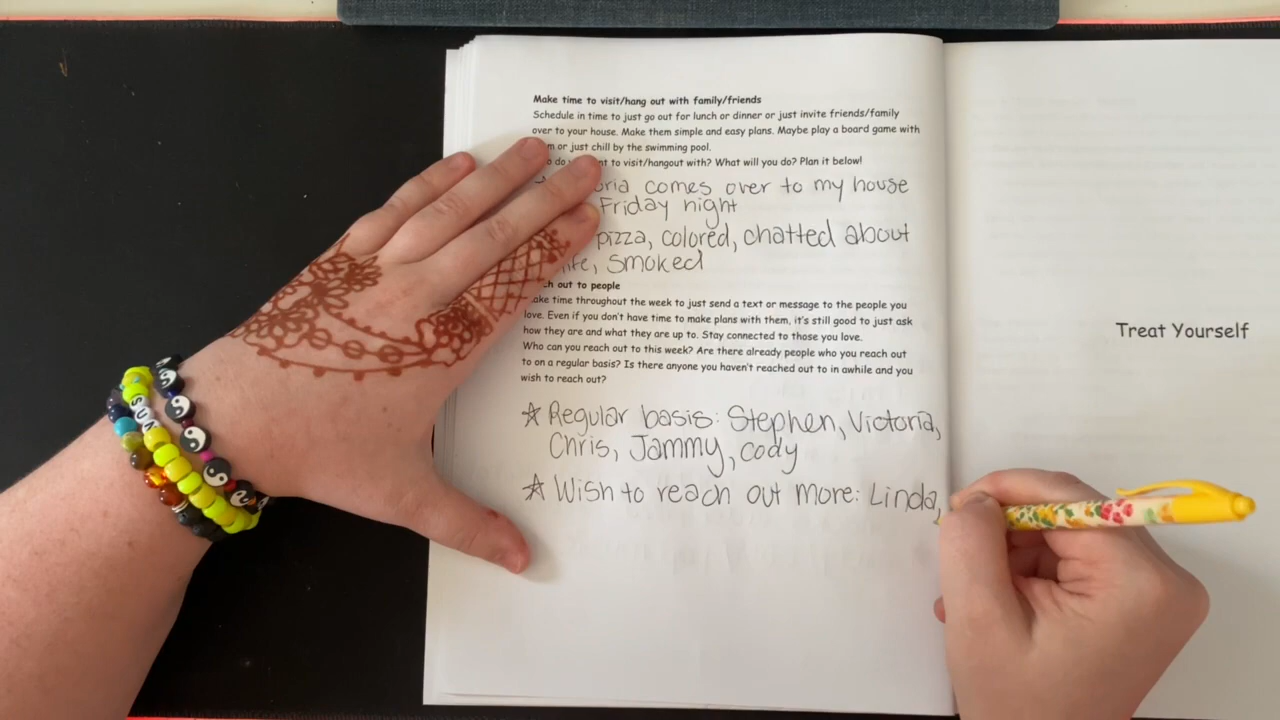 Make time to visit/hang out with family/friends
Schedule in time to just go out for lunch or dinner or just invite friends/family
over to your house. Make them simple and easy plans. Maybe play a board game with
or just chill by the swimming pool.
to visit/hangout with? What will you do? Plan it below!
comes over to my house
Friday night
pizza, colored, chatted about
smoked
out to people
time throughout the week to just send a text or message to the people you
love. Even if you don't have time to make plans with them, it's still good to just ask
how they are and what they are up to. Stay connected to those you love.
Who can you reach out to this week? Are there already people who you reach out
to on a regular basis? Is there anyone you haven't reached out to in awhile and you
wish to reach out?
☆ Regular basis: Stephen, Victoria,
Chris, Jammy, cody
☆ Wish to reach out more: Linda,
Treat Yourself
SUN